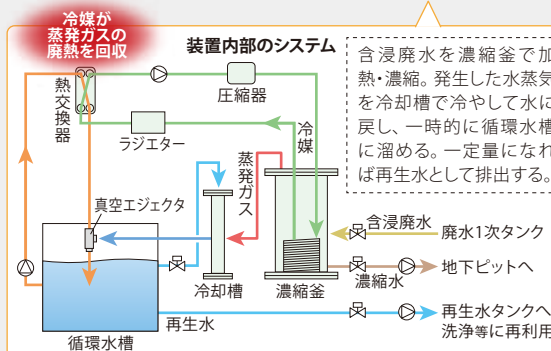 冷媒が
蒸発ガスの
廃熱を回収
装置内部のシステム
含浸廃水を濃縮釜で加
熱・濃縮。発生した水蒸気
を冷却槽で冷やして水に
戻し、一時的に循環水槽
に溜める。一定量になれ
ば再生水として排出する。
熱交換器
圧縮器
ラジエター
冷媒
蒸発ガス
真空エジェクタ
含浸廃水
廃水1次タンク
冷却槽
濃縮釜
濃縮水
地下ピットへ
再生水
再生水タンクへ
洗浄等に再利用
循環水槽